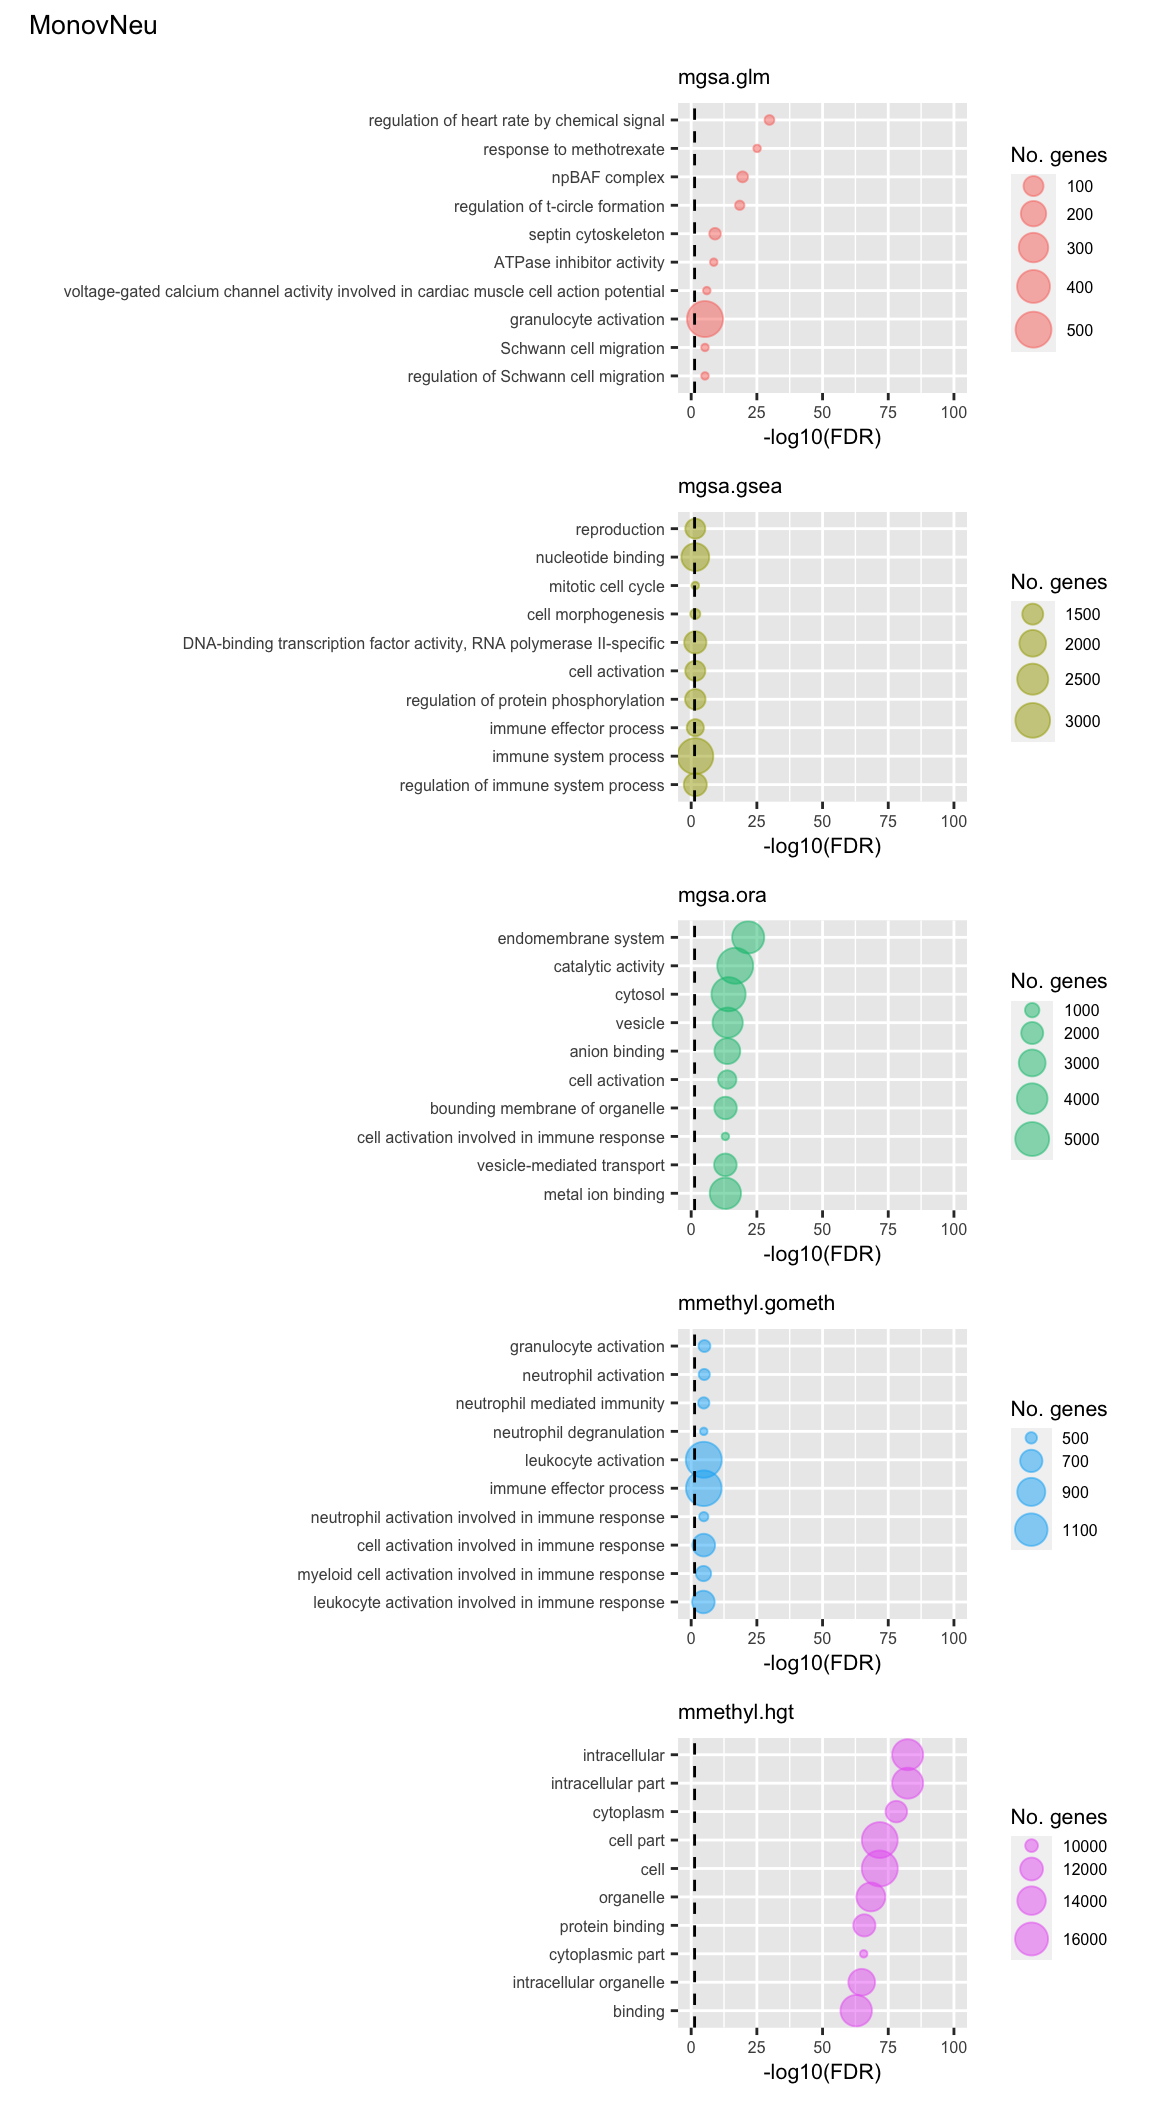 MonovNeu
mgsa.glm
regulation of heart rate by chemical signal
response to methotrexate
npBAF complex
regulation of t-circle formation
septin cytoskeleton
ATPase inhibitor activity
voltage-gated calcium channel activity involved in cardiac muscle cell action potential
granulocyte activation
Schwann cell migration
regulation of Schwann cell migration
0 25 50 75 100
-log10(FDR)
No. genes
100
200
300
400
500
mgsa.gsea
reproduction
nucleotide binding
mitotic cell cycle
cell morphogenesis
DNA-binding transcription factor activity, RNA polymerase II-specific
cell activation
regulation of protein phosphorylation
immune effector process
immune system process
regulation of immune system process
0 25 50 75 100
-log10(FDR)
No. genes
1500
2000
2500
3000
mgsa.ora
endomembrane system
catalytic activity
cytosol
vesicle
anion binding
cell activation
bounding membrane of organelle
cell activation involved in immune response
vesicle-mediated transport
metal ion binding
0 25 50 75 100
-log10(FDR)
No. genes
1000
2000
3000
4000
5000
mmethyl.gometh
granulocyte activation
neutrophil activation
neutrophil mediated immunity
neutrophil degranulation
leukocyte activation
immune effector process
neutrophil activation involved in immune response
cell activation involved in immune response
myeloid cell activation involved in immune response
leukocyte activation involved in immune response
0 25 50 75 100
-log10(FDR)
No. genes
500
700
900
1100
mmethyl.hgt
intracellular
intracellular part
cytoplasm
cell part
cell
organelle
protein binding
cytoplasmic part
intracellular organelle
binding
0 25 50 75 100
-log10(FDR)
No. genes
10000
12000
14000
16000